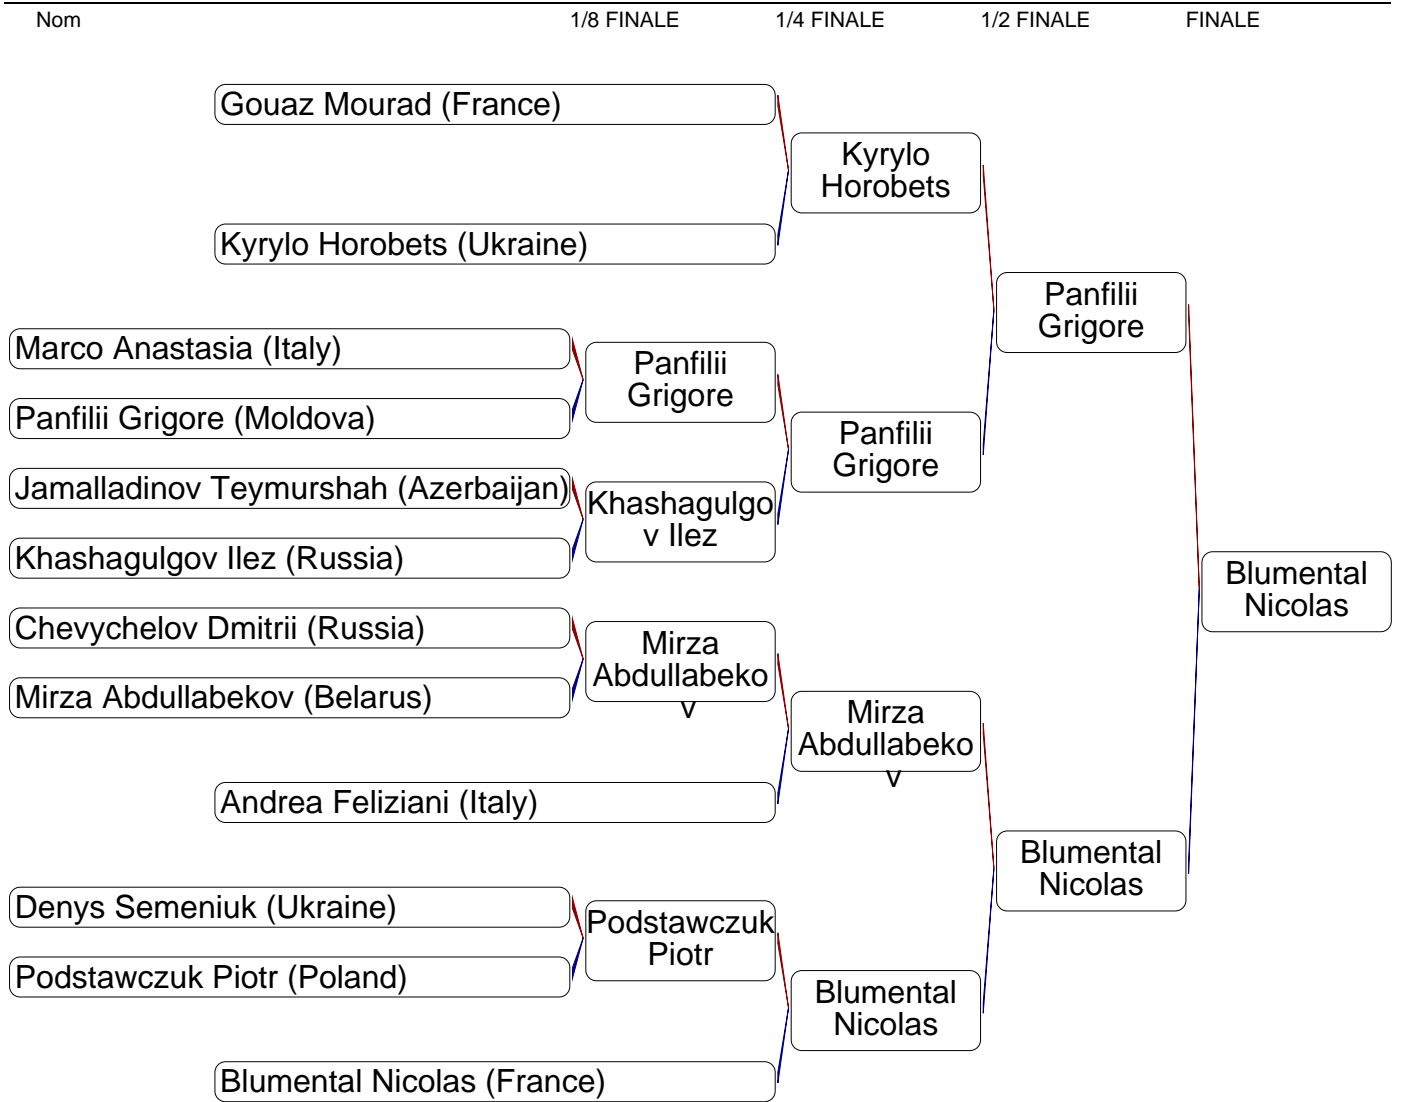 Nom 1/8 FINALE 1/4 FINALE 1/2 FINALE FINALE
Gouaz Mourad (France)
Kyrylo
Horobets
Kyrylo Horobets (Ukraine)
Panfilii
Grigore
Marco Anastasia (Italy)
Panfilii
Grigore
Panfilii Grigore (Moldova)
Panfilii
Grigore
Jamalladinov Teymurshah (Azerbaijan)
Khashagulgo
v Ilez
Khashagulgov Ilez (Russia)
Blumental
Nicolas
Chevychelov Dmitrii (Russia)
Mirza
Abdullabeko
v
Mirza Abdullabekov (Belarus)
Mirza
Abdullabeko
v
Andrea Feliziani (Italy)
Blumental
Nicolas
Denys Semeniuk (Ukraine)
Podstawczuk
Piotr
Podstawczuk Piotr (Poland)
Blumental
Nicolas
Blumental Nicolas (France)